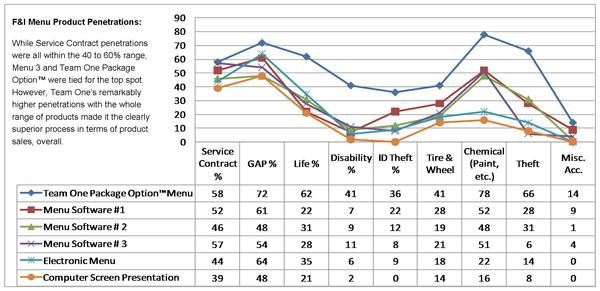 F&I Menu Product Penetrations:
While Service Contract penetrations
were all within the 40 to 60% range,
Menu 3 and Team One Package
Option™ were tied for the top spot.
However, Team One's remarkably
higher penetrations with the whole
range of products made it the clearly
superior process in terms of product
sales, overall.
90
80
70
60
50
40
30
20
10
0
Service Contract % GAP % Life % Disability % ID Theft % Tire & Wheel Chemical (Paint, etc.) Theft Misc. Acc.
Team One Package Option™Menu 58 72 62 41 36 41 78 66 14
Menu Software #1 52 61 22 7 22 28 52 28 9
Menu Software # 2 46 48 31 9 12 19 48 31 1
Menu Software # 3 57 54 28 11 8 21 51 6 4
Electronic Menu 44 64 35 6 9 18 22 14 0
Computer Screen Presentation 39 48 21 2 0 14 16 8 0